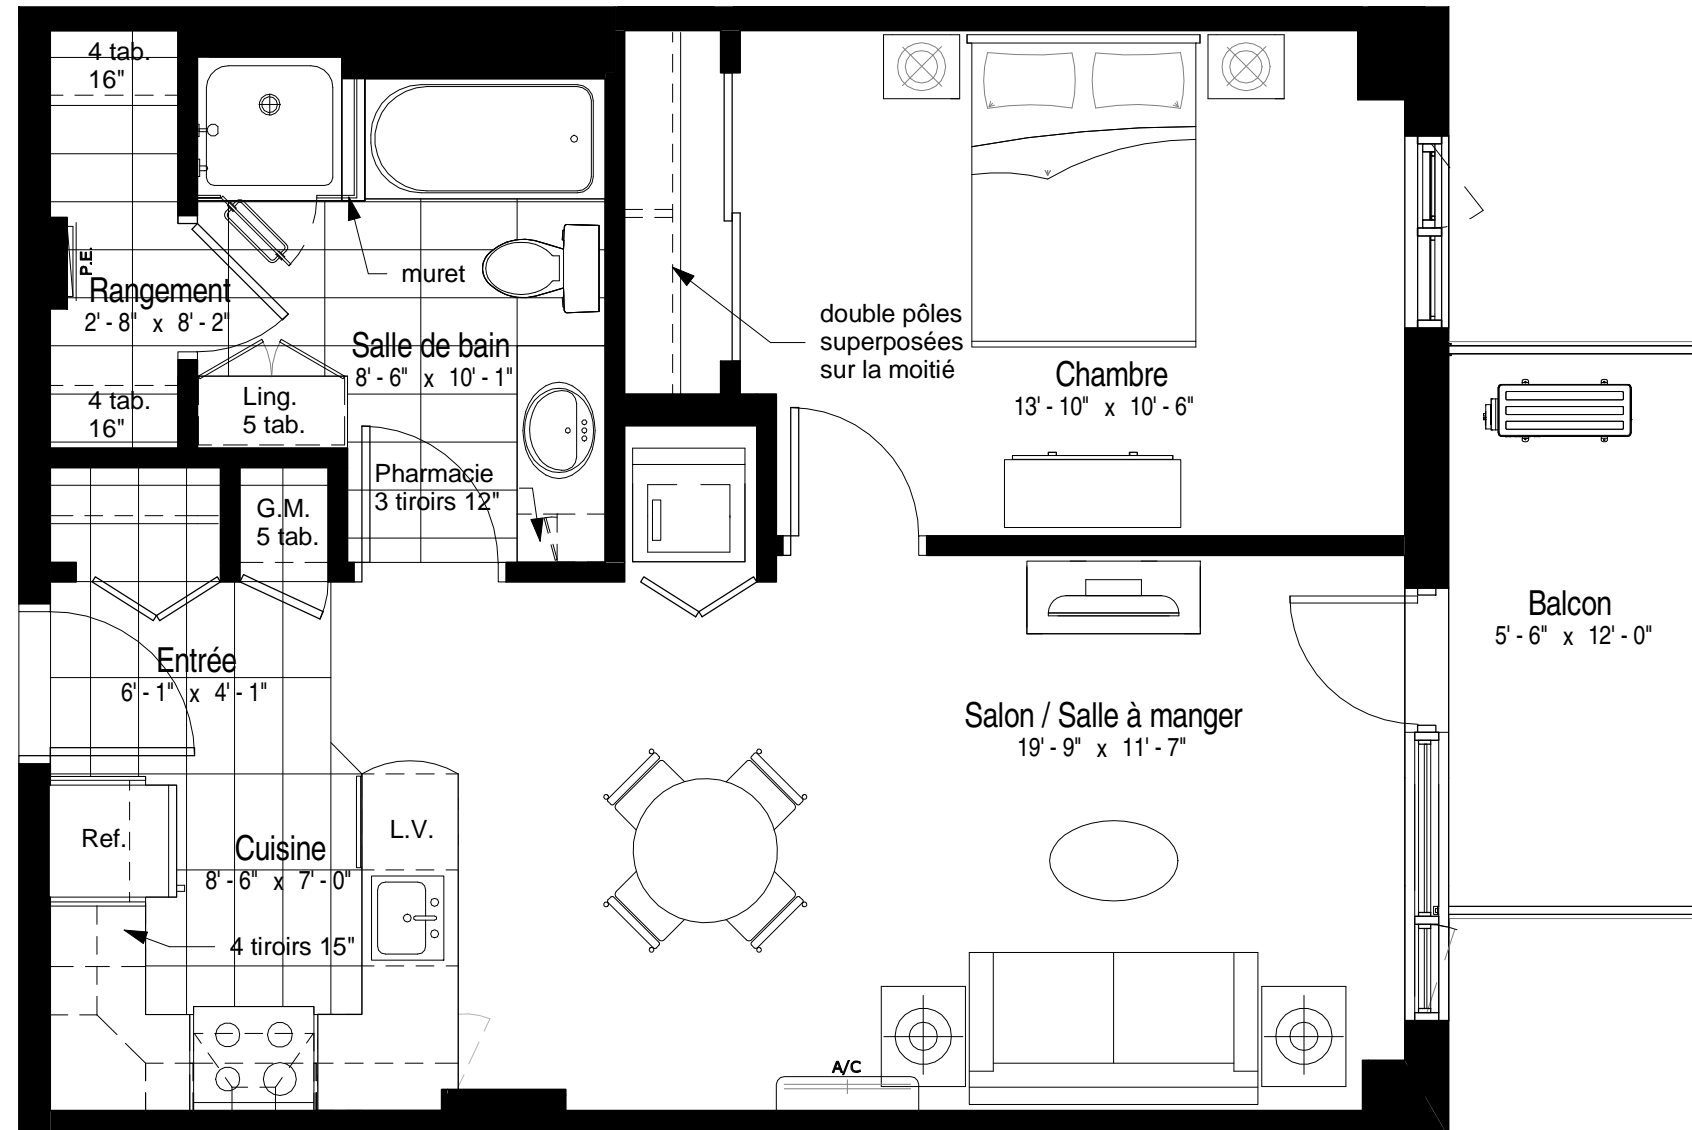 4 tab.
16"
P.E.
Rangement
2' - 8" x 8' - 2"
4 tab.
16"
muret
Salle de bain
8' - 6" x 10' - 1"
Ling.
5 tab.
Pharmacie
3 tiroirs 12"
G.M.
5 tab.
double pôles
superposées
sur la moitié
Chambre
13' - 10" x 10' - 6"
Balcon
5' - 6" x 12' - 0"
Entrée
6' - 1" x 4' - 1"
Salon / Salle à manger
19' - 9" x 11' - 7"
Ref.
L.V.
Cuisine
8' - 6" x 7' - 0"
4 tiroirs 15"
A/C